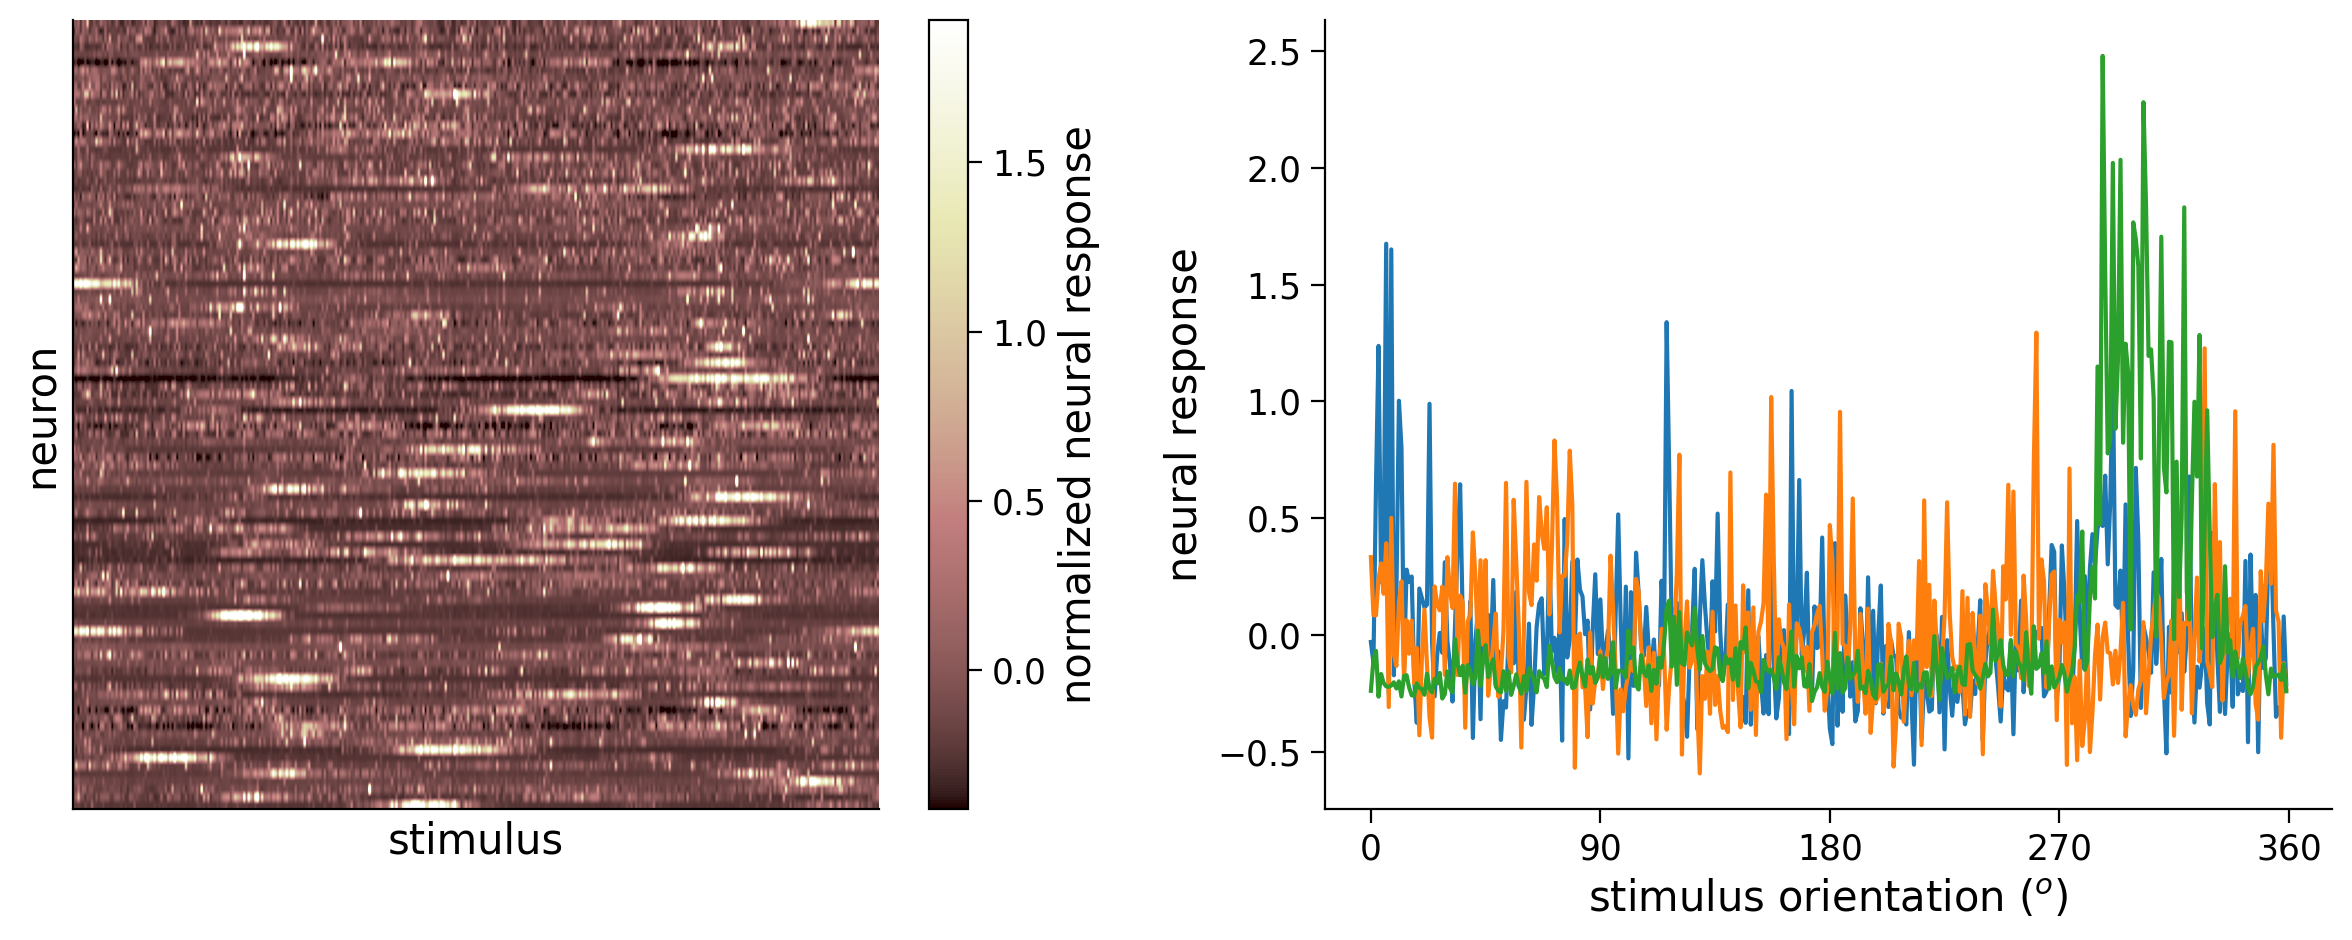 neuron
stimulus
1.5
1.0
0.5
0.0
normalized neural response
neural response
2.5
2.0
1.5
1.0
0.5
0.0
−0.5
0 90 180 270 360
stimulus orientation (o)